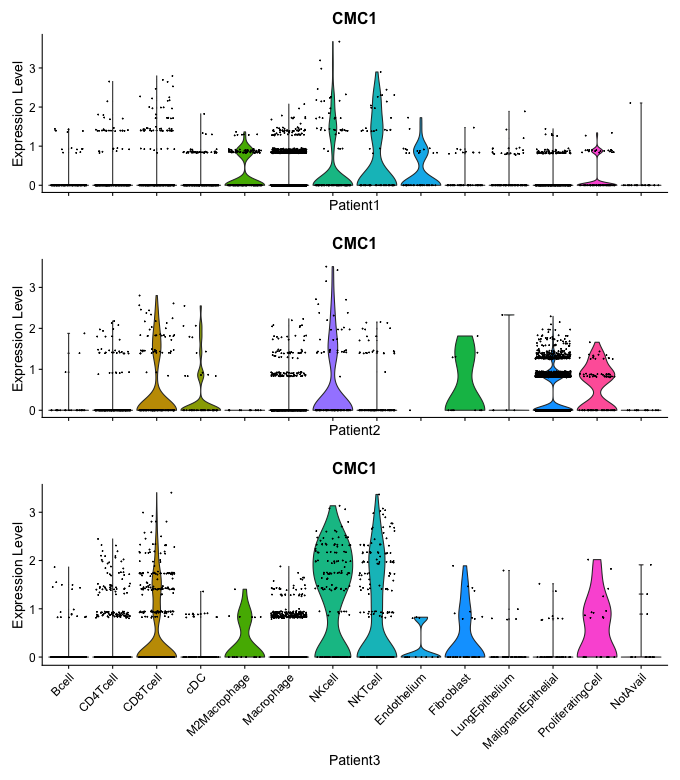 CMC1
Expression Level
3
2
1
0
Patient1
CMC1
Expression Level
3
2
1
0
Patient2
CMC1
Expression Level
3
2
1
0
Bcell
CD4Tcell
CD8Tcell
cDC
M2Macrophage
Macrophage
NKcell
NKTcell
Endothelium
Fibroblast
LungEpithelium
MalignantEpithelial
ProliferatingCell
NotAvail
Patient3